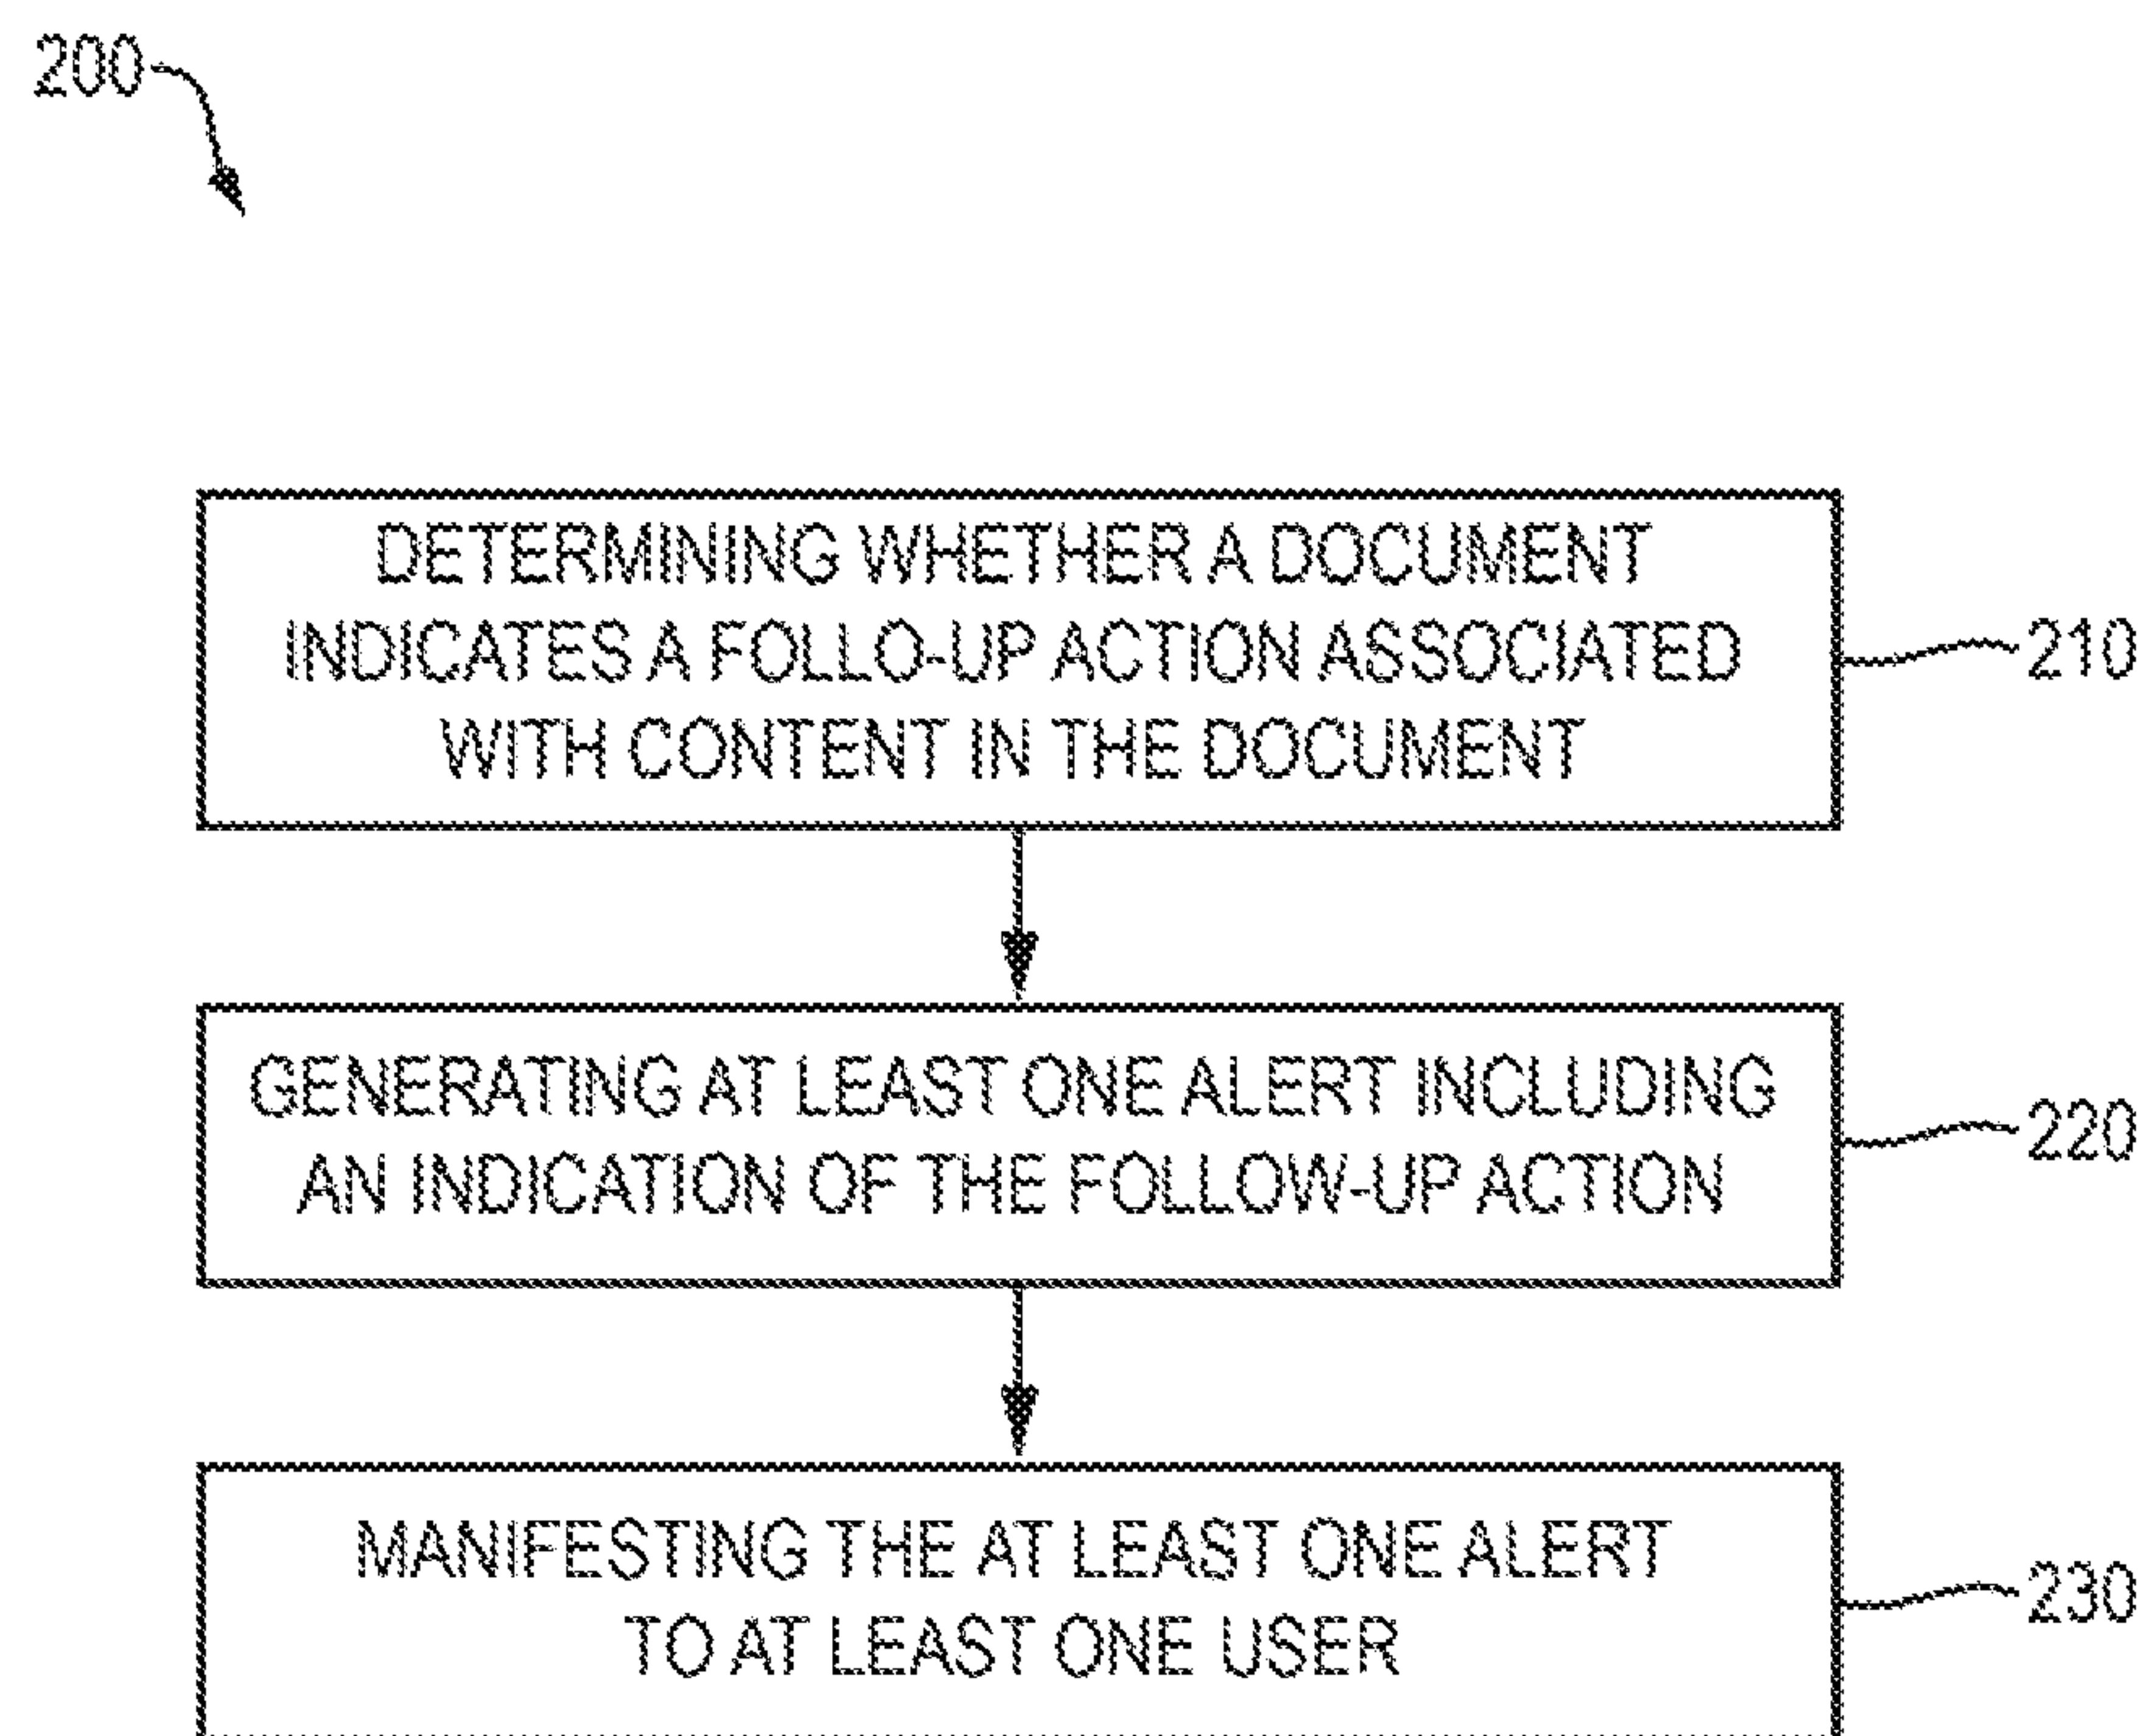 200
DETERMINING WHETHER A DOCUMENT
INDICATES A FOLLO-UP ACTION ASSOCIATED
WITH CONTENT IN THE DOCUMENT
210
GENERATING AT LEAST ONE ALERT INCLUDING
AN INDICATION OF THE FOLLOW-UP ACTION
220
MANIFESTING THE AT LEAST ONE ALERT
TO AT LEAST ONE USER
230